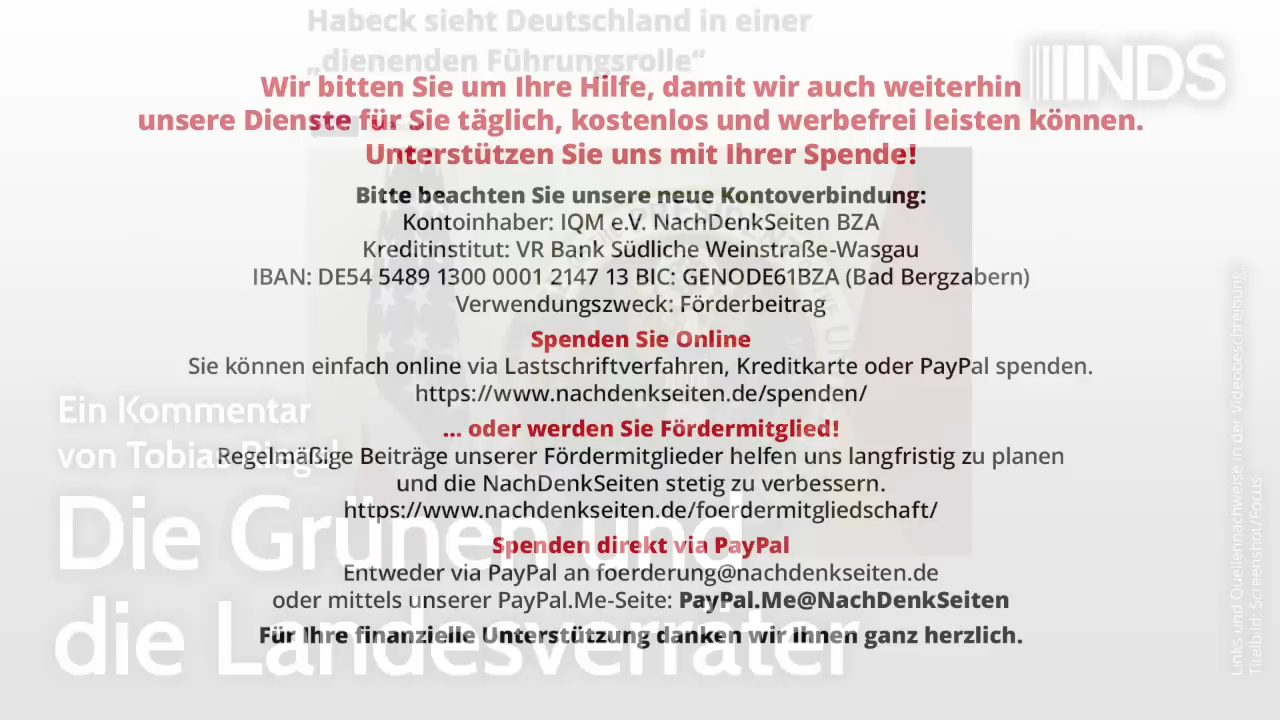 Habeck sieht Deutschland in einer
„dienenden Führungsrolle“
NDS
Wir bitten Sie um Ihre Hilfe, damit wir auch weiterhin
unsere Dienste für Sie täglich, kostenlos und werbefrei leisten können.
Unterstützen Sie uns mit Ihrer Spende!
Bitte beachten Sie unsere neue Kontoverbindung:
Kontoinhaber: IQM e.V. NachDenkSeiten BZA
Kreditinstitut: VR Bank Südliche Weinstraße-Wasgau
IBAN: DE54 5489 1300 0001 2147 13 BIC: GENODE61BZA (Bad Bergzabern)
Verwendungszweck: Förderbeitrag
Spenden Sie Online
Sie können einfach online via Lastschriftverfahren, Kreditkarte oder PayPal spenden.
https://www.nachdenkseiten.de/spenden/
... oder werden Sie Fördermitglied!
Regelmäßige Beiträge unserer Fördermitglieder helfen uns langfristig zu planen
und die NachDenkSeiten stetig zu verbessern.
https://www.nachdenkseiten.de/foerdermitgliedschaft/
Spenden direkt via PayPal
Entweder via PayPal an foerderung@nachdenkseiten.de
oder mittels unserer PayPal.Me-Seite: PayPal.Me@NachDenkSeiten
Für Ihre finanzielle Unterstützung danken wir Ihnen ganz herzlich.
Ein Kommentar
von Tobias Riegel
Die Grünen und
die Landesverräter
Links und Quellennachweise in der Videobeschreibung.
Titelbild: Screenshot/Focus